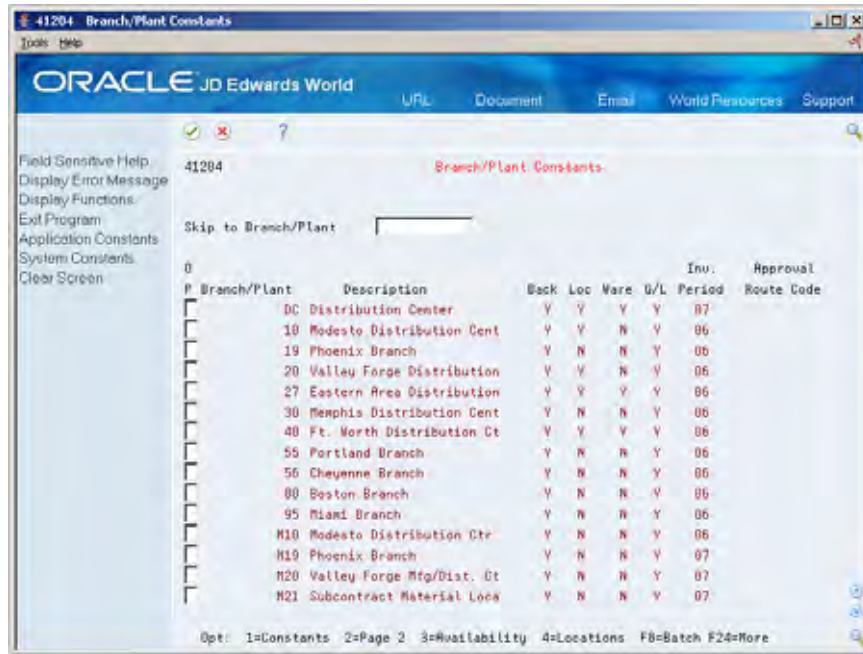 41204 Branch/Plant Constants
Tools Help
ORACLE JD Edwards World
URL Document Email World Resources Support
?
Field Sensitive Help
Display Error Message
Display Functions
Exit Program
Application Constants
System Constants
Clear Screen
41204 Branch/Plant Constants
Skip to Branch/Plant
O Inv. Approval
P Branch/Plant Description Back Loc Ware G/L Period Route Code
DC Distribution Center Y Y Y Y 07
10 Modesto Distribution Cent Y Y N Y 06
19 Phoenix Branch Y N N Y 06
20 Valley Forge Distribution Y Y N Y 06
27 Eastern Area Distribution Y Y Y Y 06
30 Memphis Distribution Cent Y N N Y 06
40 Ft. Worth Distribution Ct Y Y Y Y 06
55 Portland Branch Y N N Y 06
56 Cheyenne Branch Y N N Y 06
80 Boston Branch Y N N Y 06
95 Miami Branch Y N N Y 06
M10 Modesto Distribution Ctr Y N N Y 06
M19 Phoenix Branch Y N N Y 07
M20 Valley Forge Mfg/Dist. Ct Y N N Y 07
M21 Subcontract Material Loca Y N N Y 07
Opt: 1=Constants 2=Page 2 3=Availability 4=Locations F8=Batch F24=More